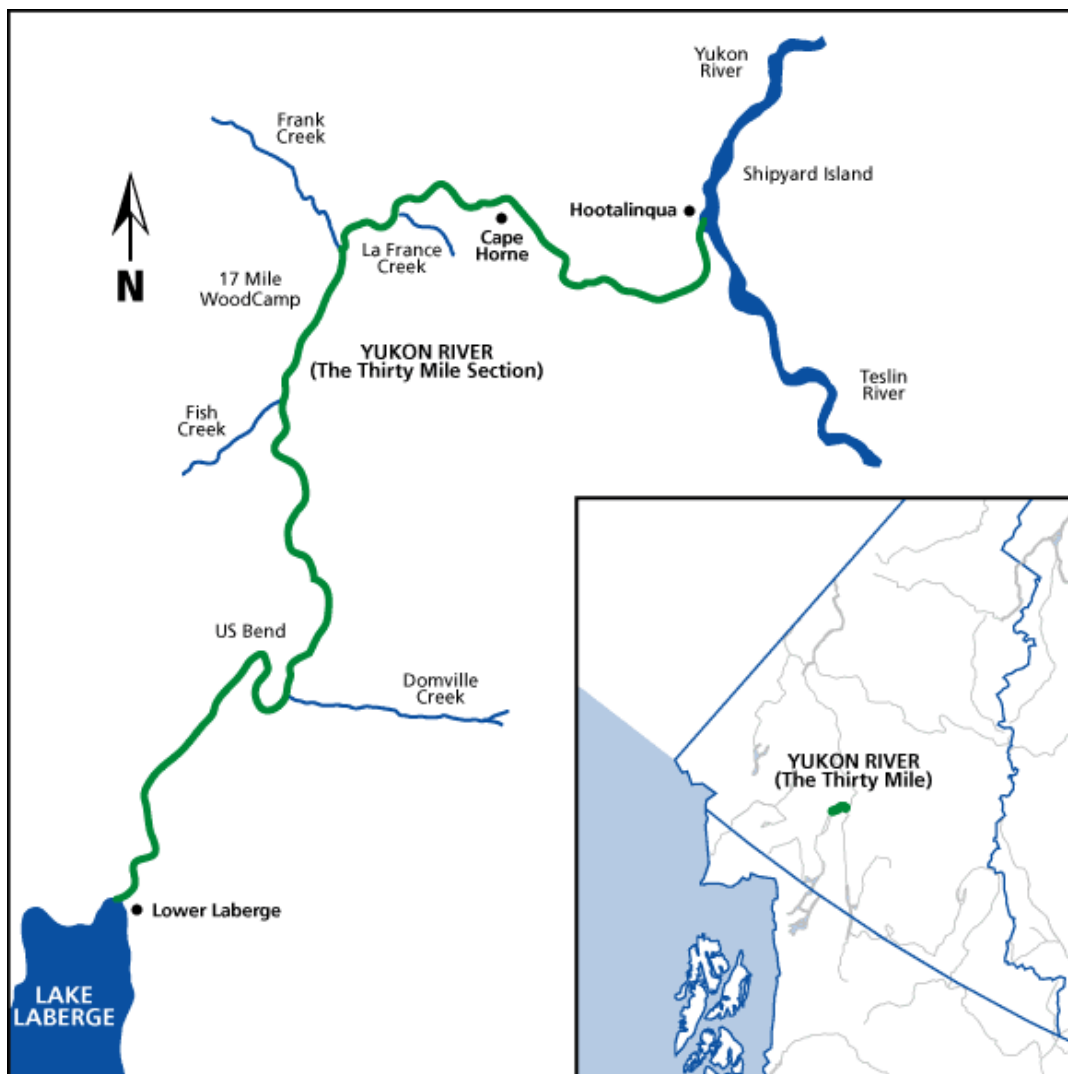 Yukon
River
Frank
Creek
Shipyard Island
Hootalinqua
Cape
Horne
La France
Creek
N
17 Mile
WoodCamp
YUKON RIVER
(The Thirty Mile Section)
Teslin
River
Fish
Creek
US Bend
Domville
Creek
YUKON RIVER
(The Thirty Mile)
Lower Laberge
LAKE
LABERGE